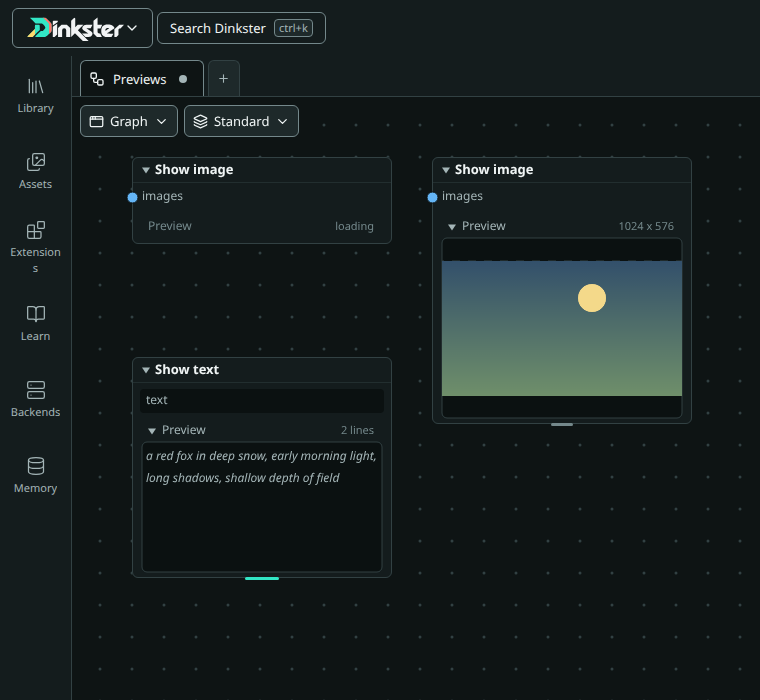 Dinkster
Search Dinkster ctrl+k
Library
Assets
Extension
s
Learn
Backends
Memory
Previews
+
Graph
Standard
Show image
images
Preview loading
Show image
images
Preview 1024 x 576
Show text
text
Preview 2 lines
a red fox in deep snow, early morning light,
long shadows, shallow depth of field